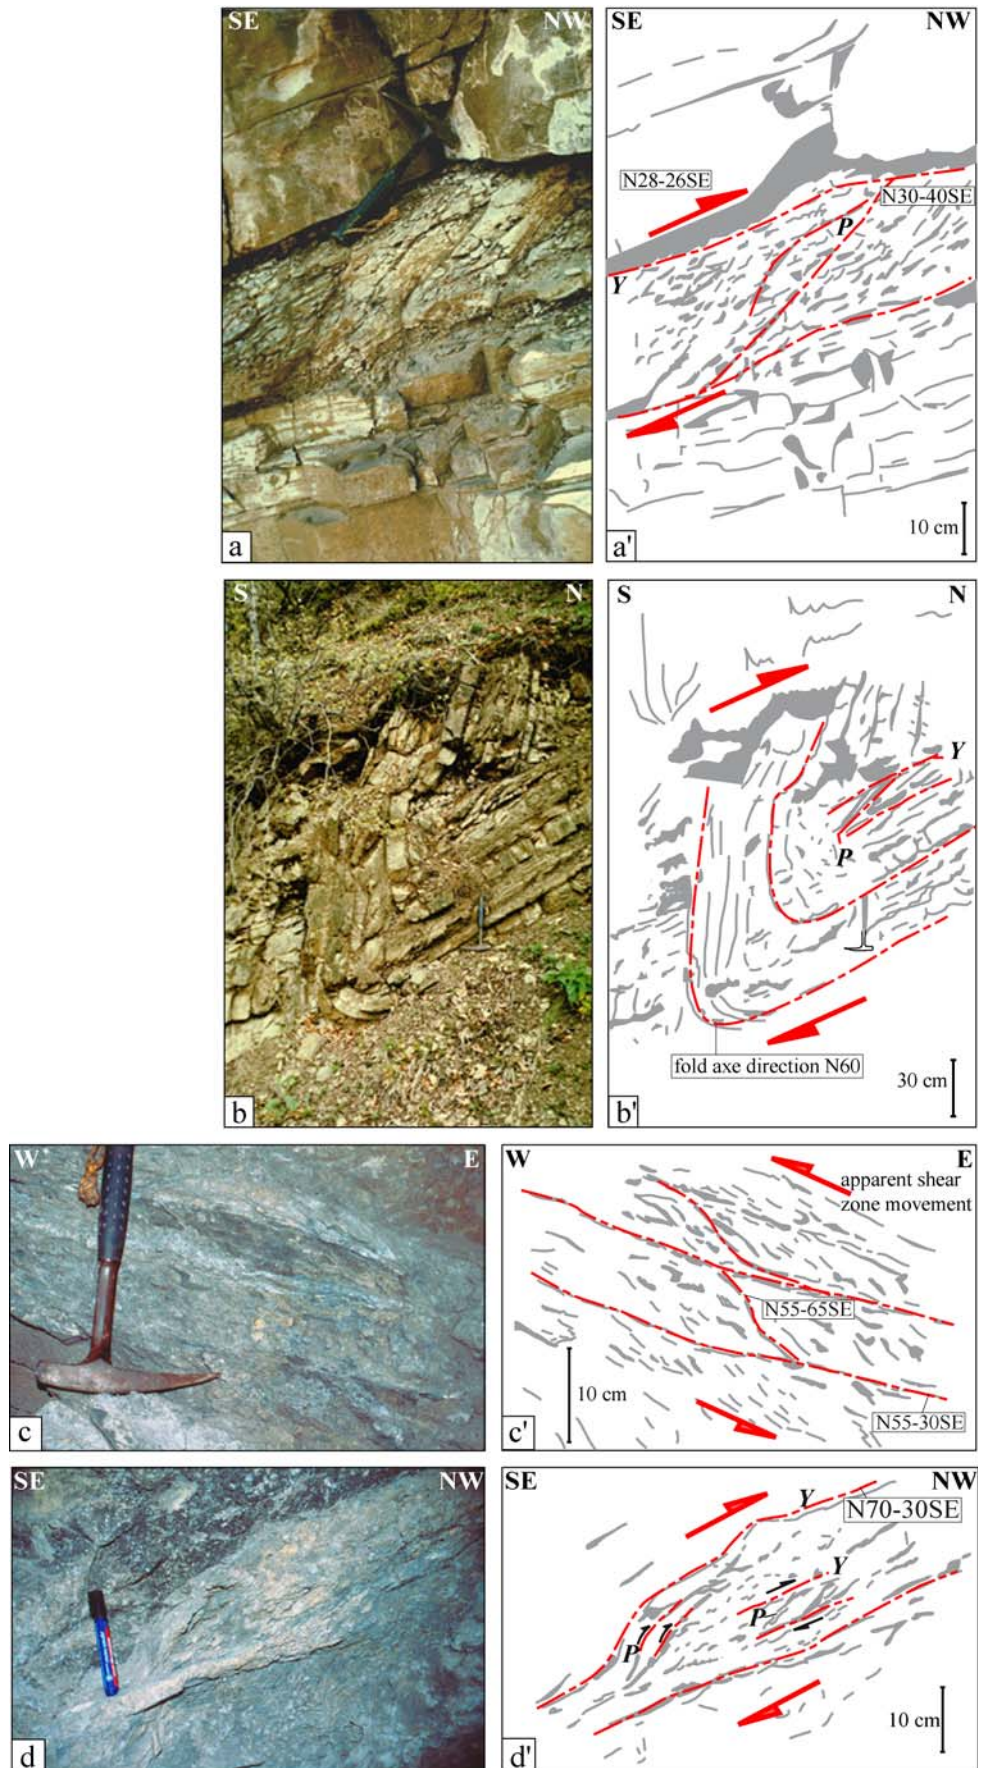 SE NW
SE NW
N28-26SE
N30-40SE
P
Y
10 cm
a
a'
S N
S N
Y
P
fold axe direction N60
30 cm
b
b'
W E
W E
apparent shear
zone movement
N55-65SE
10 cm
N55-30SE
c
c'
SE NW
SE NW
Y
N70-30SE
Y
P
P
10 cm
d
d'